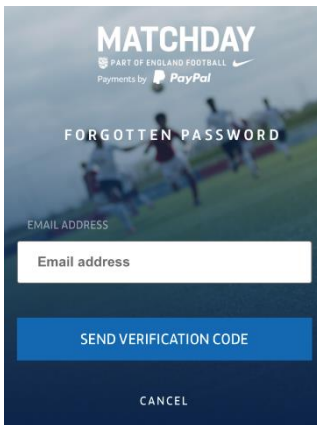 MATCHDAY
PART OF ENGLAND FOOTBALL
Payments by PayPal
FORGOTTEN PASSWORD
EMAIL ADDRESS
Email address
SEND VERIFICATION CODE
CANCEL